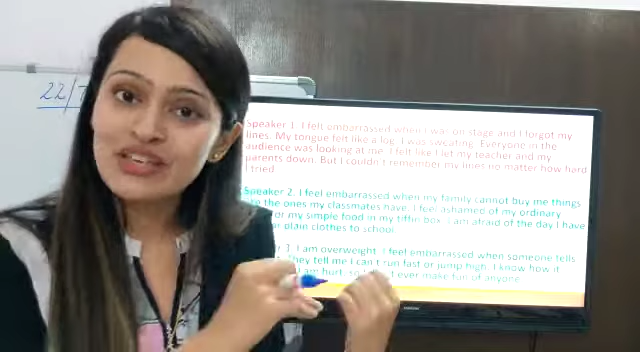 22/7
Speaker 1. I felt embarrassed when I was on stage and I forgot my
lines. My tongue felt like a log. I was sweating. Everyone in the
audience was looking at me. I felt like I let my teacher and my
parents down. But I couldn't remember my lines no matter how hard
I tried
Speaker 2. I feel embarrassed when my family cannot buy me things
to the ones my classmates have. I feel ashamed of my ordinary
or my simple food in my tiffin box. I am afraid of the day I have
plain clothes to school.
3. I am overweight. I feel embarrassed when someone tells
They tell me I can't run fast or jump high. I know how it
hurt, so I ever make fun of anyone.